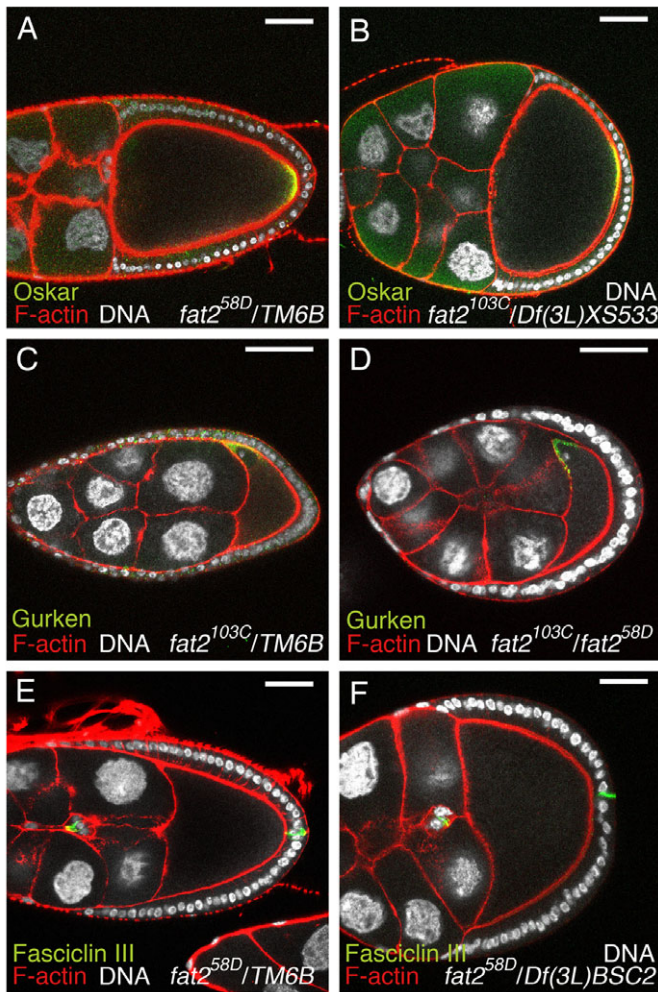 A
Oskar
F-actin DNA fat2^58D/TM6B
B
Oskar DNA
F-actin fat2^103C/Df(3L)XS533
C
Gurken
F-actin DNA fat2^103C/TM6B
D
Gurken
F-actin DNA fat2^103C/fat2^58D
E
Fasciclin III
F-actin DNA fat2^58D/TM6B
F
Fasciclin III DNA
F-actin fat2^58D/Df(3L)BSC2